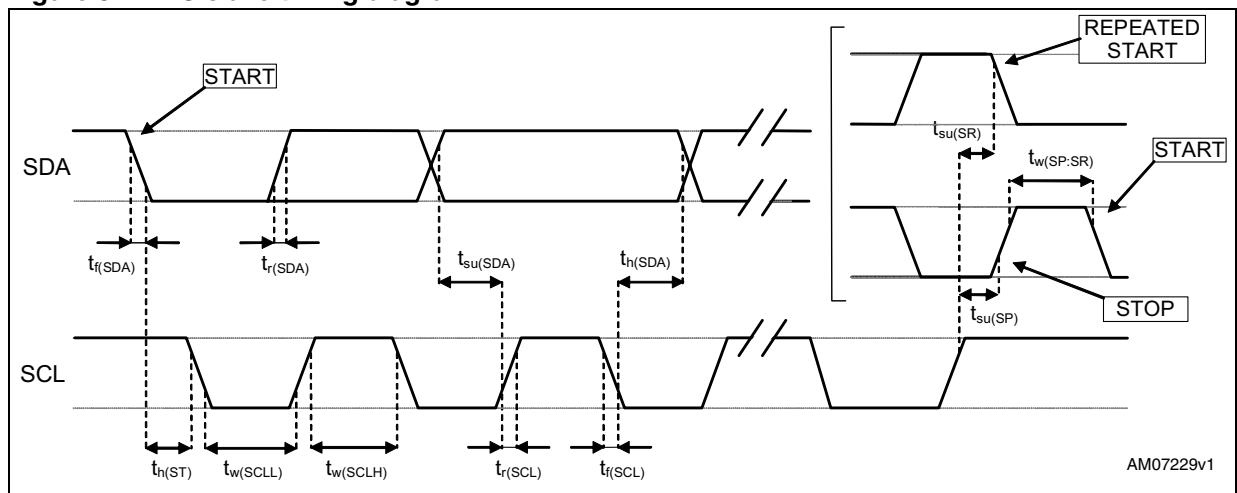 REPEATED
START
START
t_su(SR)
START
t_w(SP:SR)
SDA
t_f(SDA)
t_r(SDA)
t_su(SDA)
t_h(SDA)
t_su(SP)
STOP
SCL
t_h(ST)
t_w(SCLL)
t_w(SCLH)
t_r(SCL)
t_f(SCL)
AM07229v1